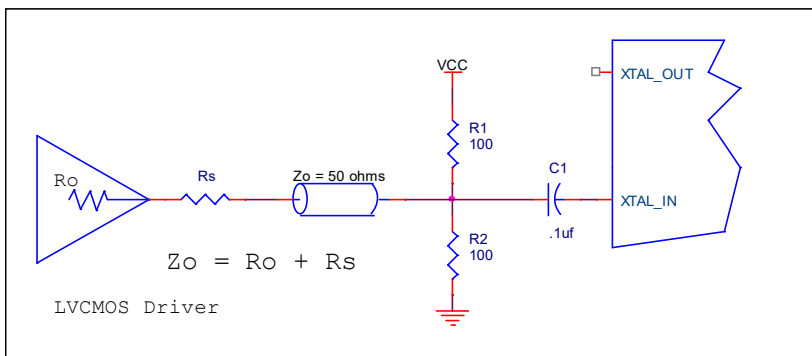 VCC
XTAL_OUT
R1
100
C1
Ro
Rs
Zo = 50 ohms
XTAL_IN
R2
100
.1uf
Zo = Ro + Rs
LVCMOS Driver